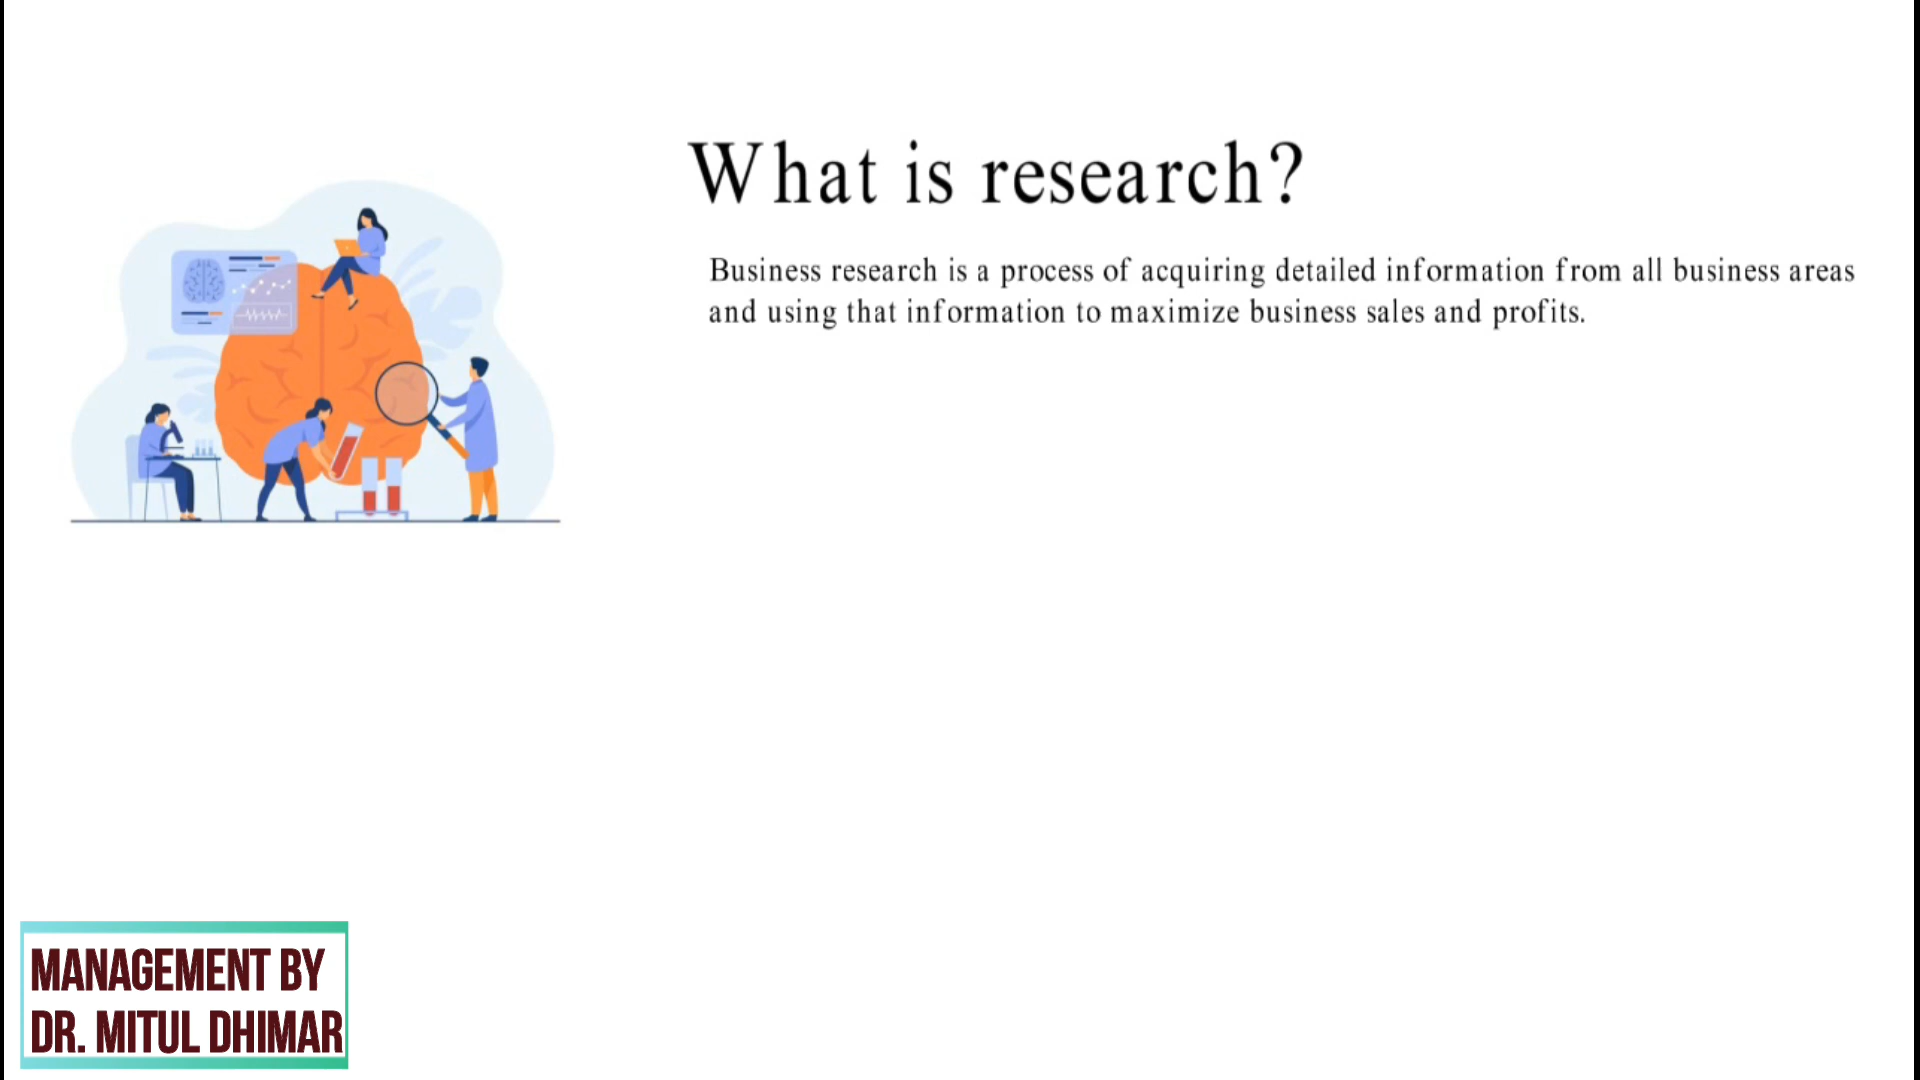 What is research?
Business research is a process of acquiring detailed information from all business areas
and using that information to maximize business sales and profits.
MANAGEMENT BY
DR. MITUL DHIMAR